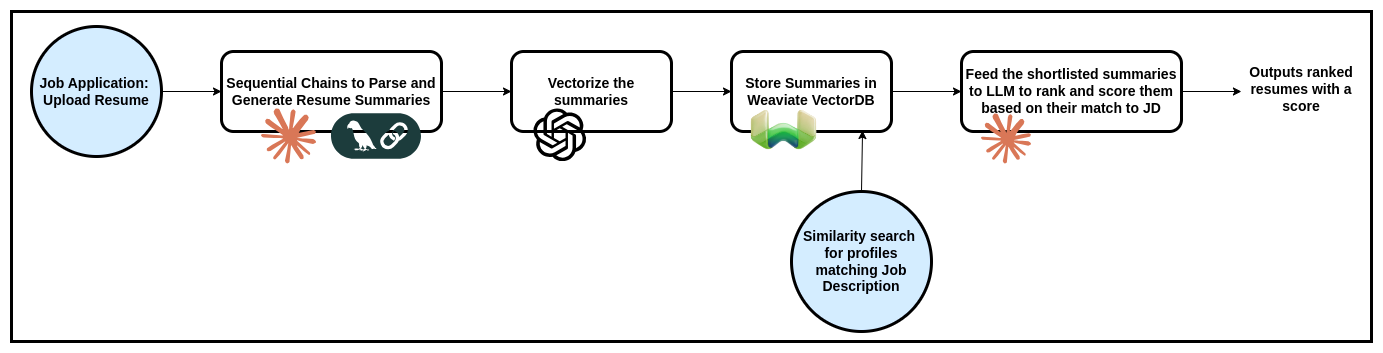 Job Application:
Upload Resume
Sequential Chains to Parse and
Generate Resume Summaries
Vectorize the
summaries
Store Summaries in
Weaviate VectorDB
Feed the shortlisted summaries
to LLM to rank and score them
based on their match to JD
Outputs ranked
resumes with a
score
Similarity search
for profiles
matching Job
Description